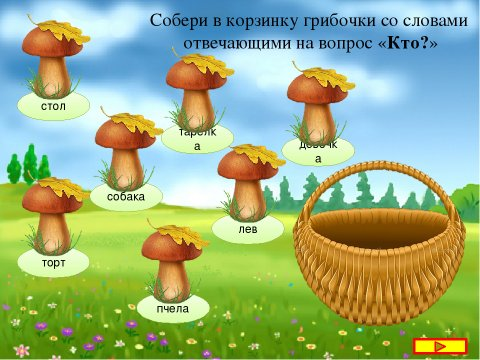 Собери в корзинку грибочки со словами
отвечающими на вопрос «Кто?»
стол
тарелк
а
девочк
а
собака
лев
торт
пчела